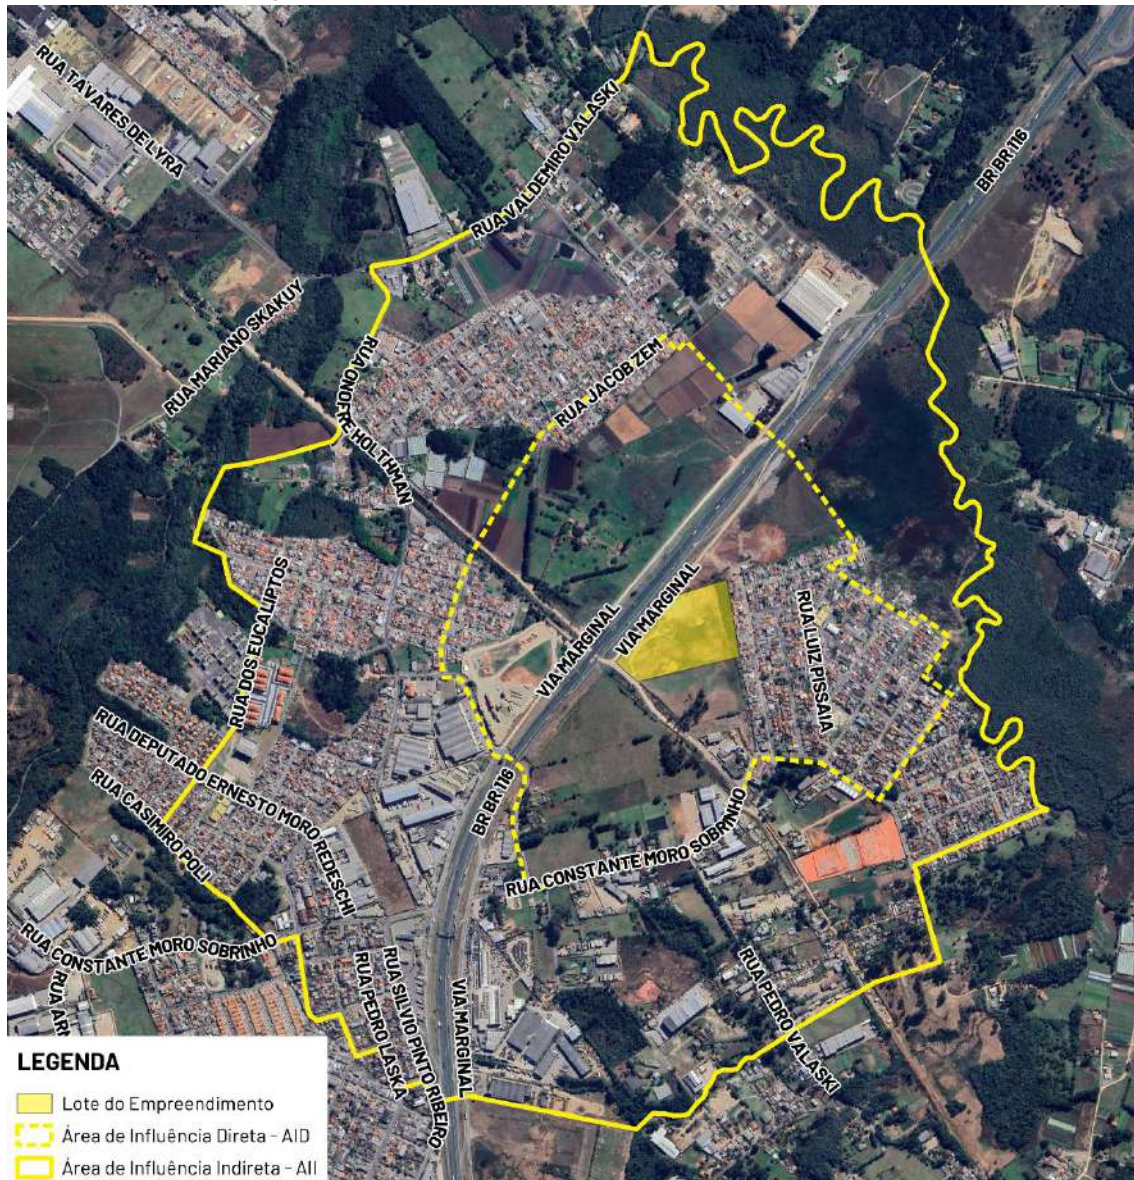 RUA TAVARES DE LYRA
RUA VALDEMIRO VALASKI
BR BR 116
RUA MARIANO SKAKUY
RUA ONOFRE HOLTHMAN
RUA JACOB ZEM
RUA DOS EUCALIPTOS
VIA MARGINAL
VIA MARGINAL
RUA LUIZ PISSAIA
RUA DEPUTADO ERNESTO MORO REDESCHI
RUA CASIMIRO POLI
BR BR 116
RUA CONSTANTE MORO SOBRINHO
RUA CONSTANTE MORO SOBRINHO
RUA PEDRO LASKA
RUA SILVIO PINTO RIBEIRO
VIA MARGINAL
RUA PEDRO VALASKI
LEGENDA
Lote do Empreendimento
Área de Influência Direta - AID
Área de Influência Indireta - AII